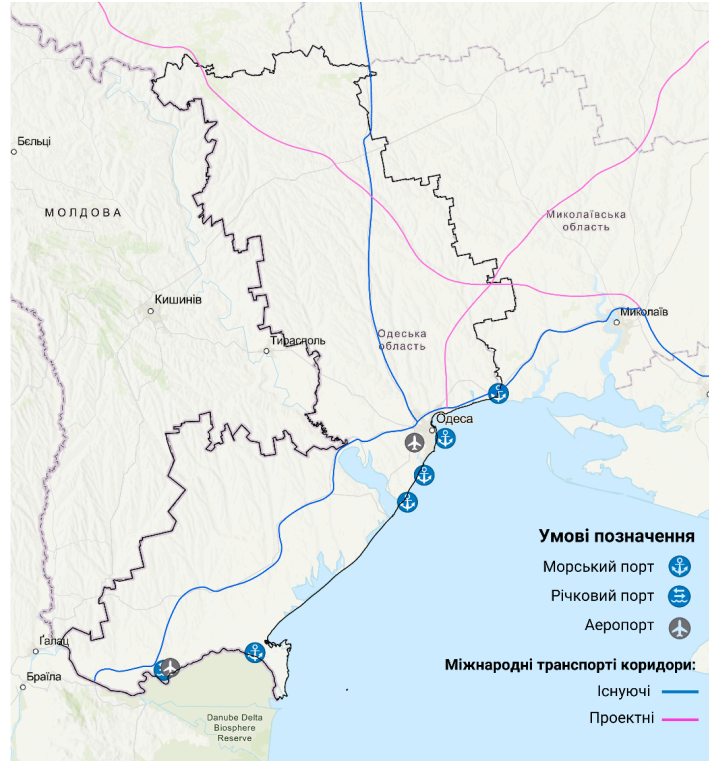 Бєльці
МОЛДОВА
Миколаївська
область
Кишинів
Миколаїв
Тирасполь
Одеська
область
Одеса
Умові позначення
Морський порт
Річковий порт
Аеропорт
Ґалац
Міжнародні транспорті коридори:
Браїла
Існуючі
Проектні
Danube Delta
Biosphere
Reserve